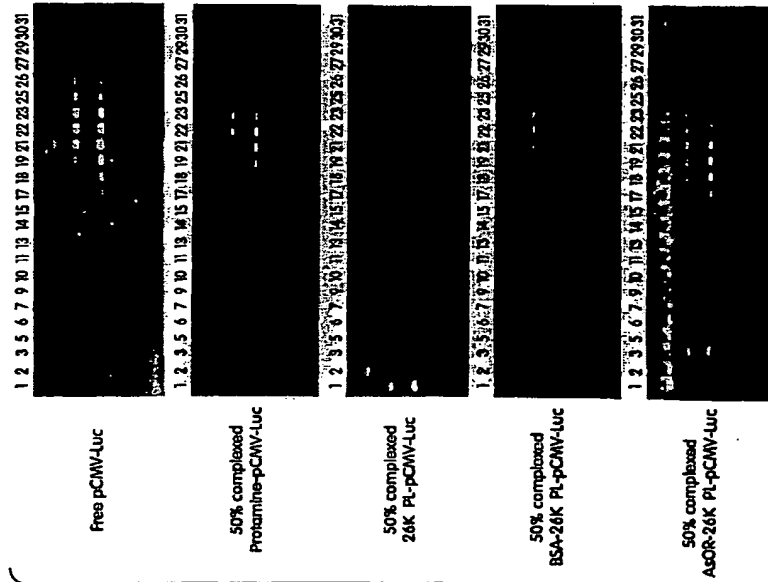 1 2 3 5 6 7 9 10 11 13 14 15 17 18 19 21 22 23 25 26 27 29 30 31
Free pCMV-Luc
1 2 3 5 6 7 9 10 11 13 14 15 17 18 19 21 22 23 25 26 27 29 30 31
50% complexed
Protamine-pCMV-Luc
1 2 3 5 6 7 9 10 11 13 14 15 17 18 19 21 22 23 25 26 27 29 30 31
50% complexed
26K PL-pCMV-Luc
1 2 3 5 6 7 9 10 11 13 14 15 17 18 19 21 22 23 25 26 27 29 30 31
50% complexed
BSA-26K PL-pCMV-Luc
1 2 3 5 6 7 9 10 11 13 14 15 17 18 19 21 22 23 25 26 27 29 30 31
50% complexed
AsOR-26K PL-pCMV-Luc